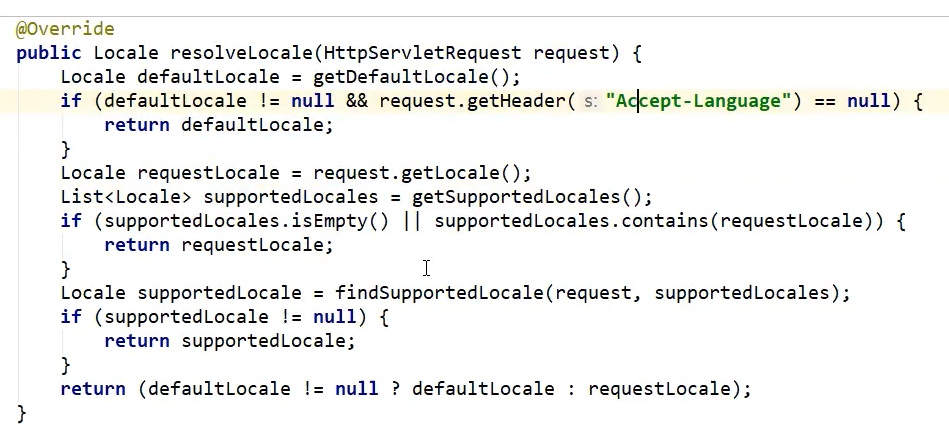 @Override
public Locale resolveLocale(HttpServletRequest request) {
    Locale defaultLocale = getDefaultLocale();
    if (defaultLocale != null && request.getHeader( s: "Accept-Language") == null) {
        return defaultLocale;
    }
    Locale requestLocale = request.getLocale();
    List<Locale> supportedLocales = getSupportedLocales();
    if (supportedLocales.isEmpty() || supportedLocales.contains(requestLocale)) {
        return requestLocale;
    }
    Locale supportedLocale = findSupportedLocale(request, supportedLocales);
    if (supportedLocale != null) {
        return supportedLocale;
    }
    return (defaultLocale != null ? defaultLocale : requestLocale);
}